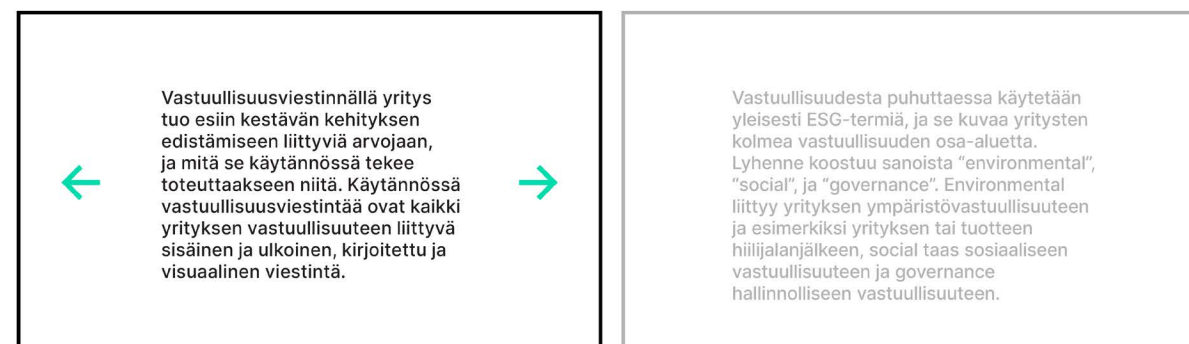 Vastuullisuusviestinnällä yritys
tuo esiin kestävän kehityksen
edistämiseen liittyviä arvojaan,
ja mitä se käytännössä tekee
toteuttaakseen niitä. Käytännössä
vastuullisuusviestintää ovat kaikki
yrityksen vastuullisuuteen liittyvä
sisäinen ja ulkoinen, kirjoitettu ja
visuaalinen viestintä.
Vastuullisuudesta puhuttaessa käytetään
yleisesti ESG-termiä, ja se kuvaa yritysten
kolmea vastuullisuuden osa-aluetta.
Lyhenne koostuu sanoista “environmental”,
“social”, ja “governance”. Environmental
liittyy yrityksen ympäristövastuullisuuteen
ja esimerkiksi yrityksen tai tuotteen
hiilijalanjälkeen, social taas sosiaaliseen
vastuullisuuteen ja governance
hallinnolliseen vastuullisuuteen.